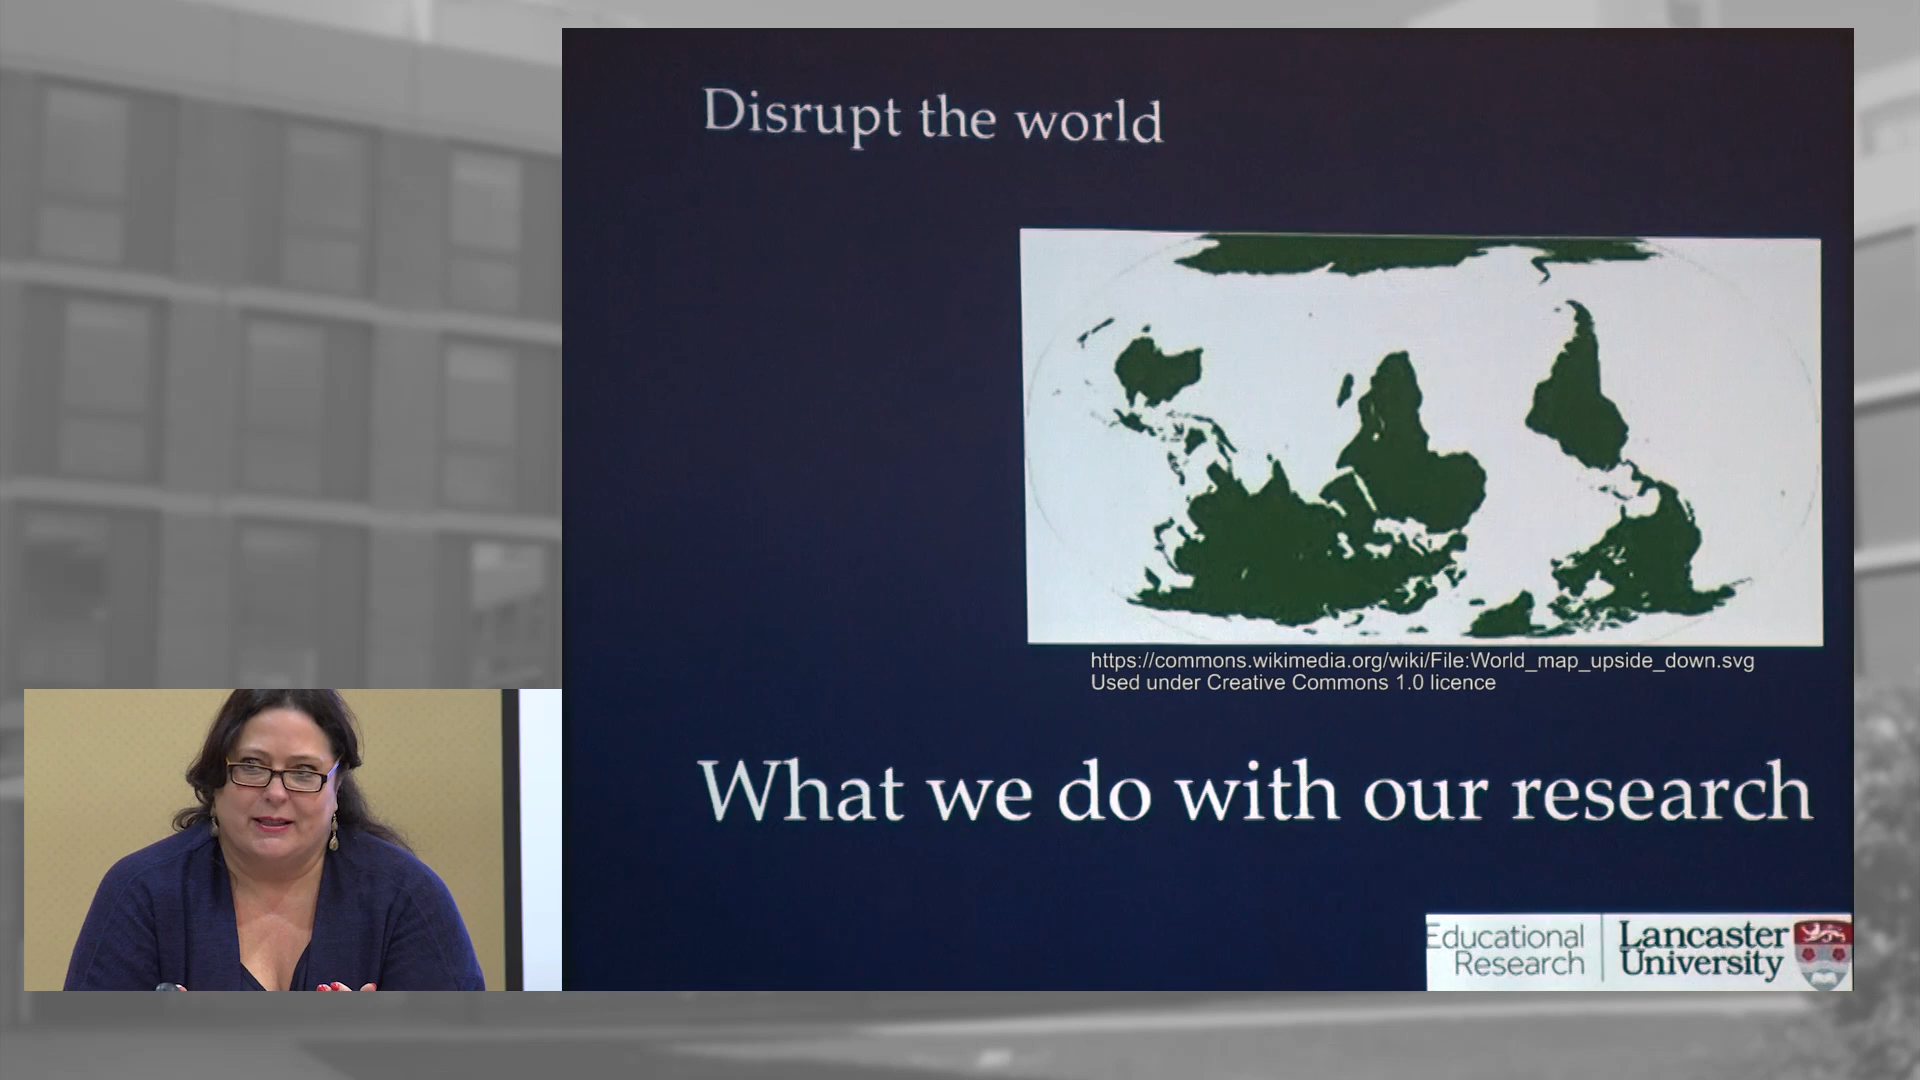 Disrupt the world
https://commons.wikimedia.org/wiki/File:World_map_upside_down.svg
Used under Creative Commons 1.0 licence
What we do with our research
Educational
Research
Lancaster
University